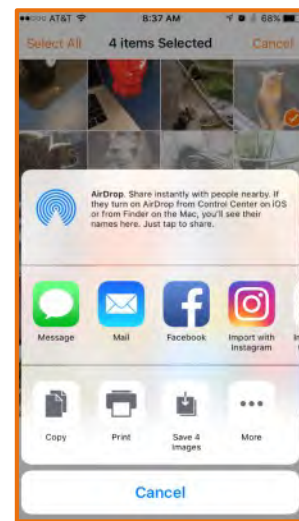 AT&T 8:37 AM 68%
Select All 4 items Selected Cancel
AirDrop. Share instantly with people nearby. If
they turn on AirDrop from Control Center on iOS
or from Finder on the Mac, you'll see their
names here. Just tap to share.
Message Mail Facebook Import with
Instagram
Copy Print Save 4 More
Images
Cancel